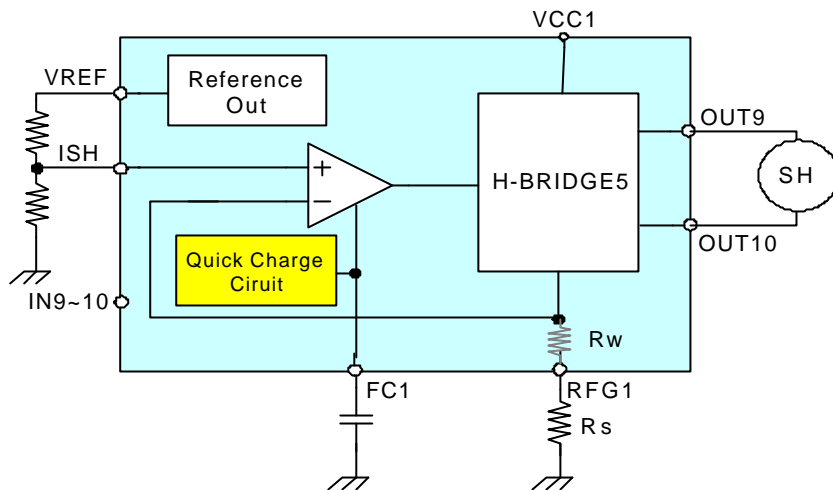 VCC1
VREF
Reference
Out
OUT9
ISH
+
H-BRIDGE5
SH
−
OUT10
Quick Charge
Ciruit
IN9~10
Rw
FC1
RFG1
Rs